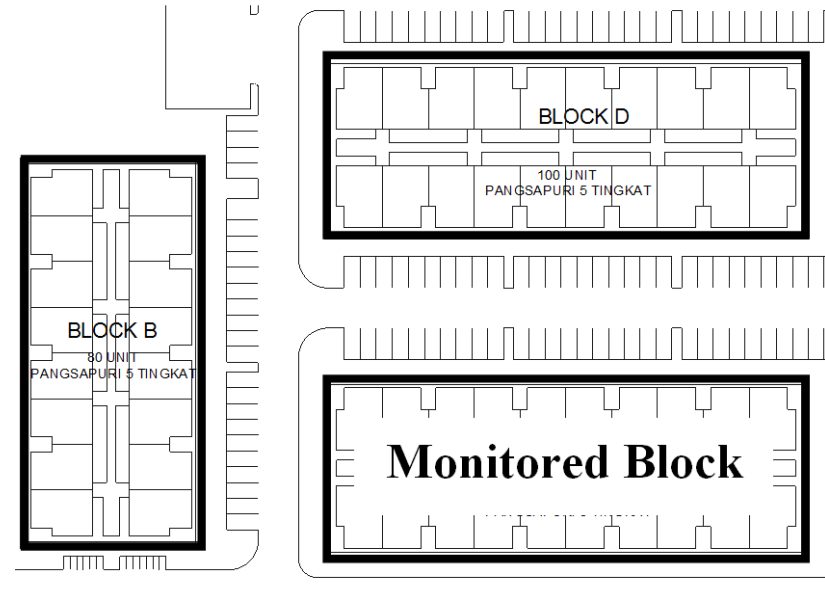 BLOCK D
100 UNIT
PANGSAPURI 5 TINGKAT
BLOCK B
80 UNIT
PANGSAPURI 5 TINGKAT
Monitored Block